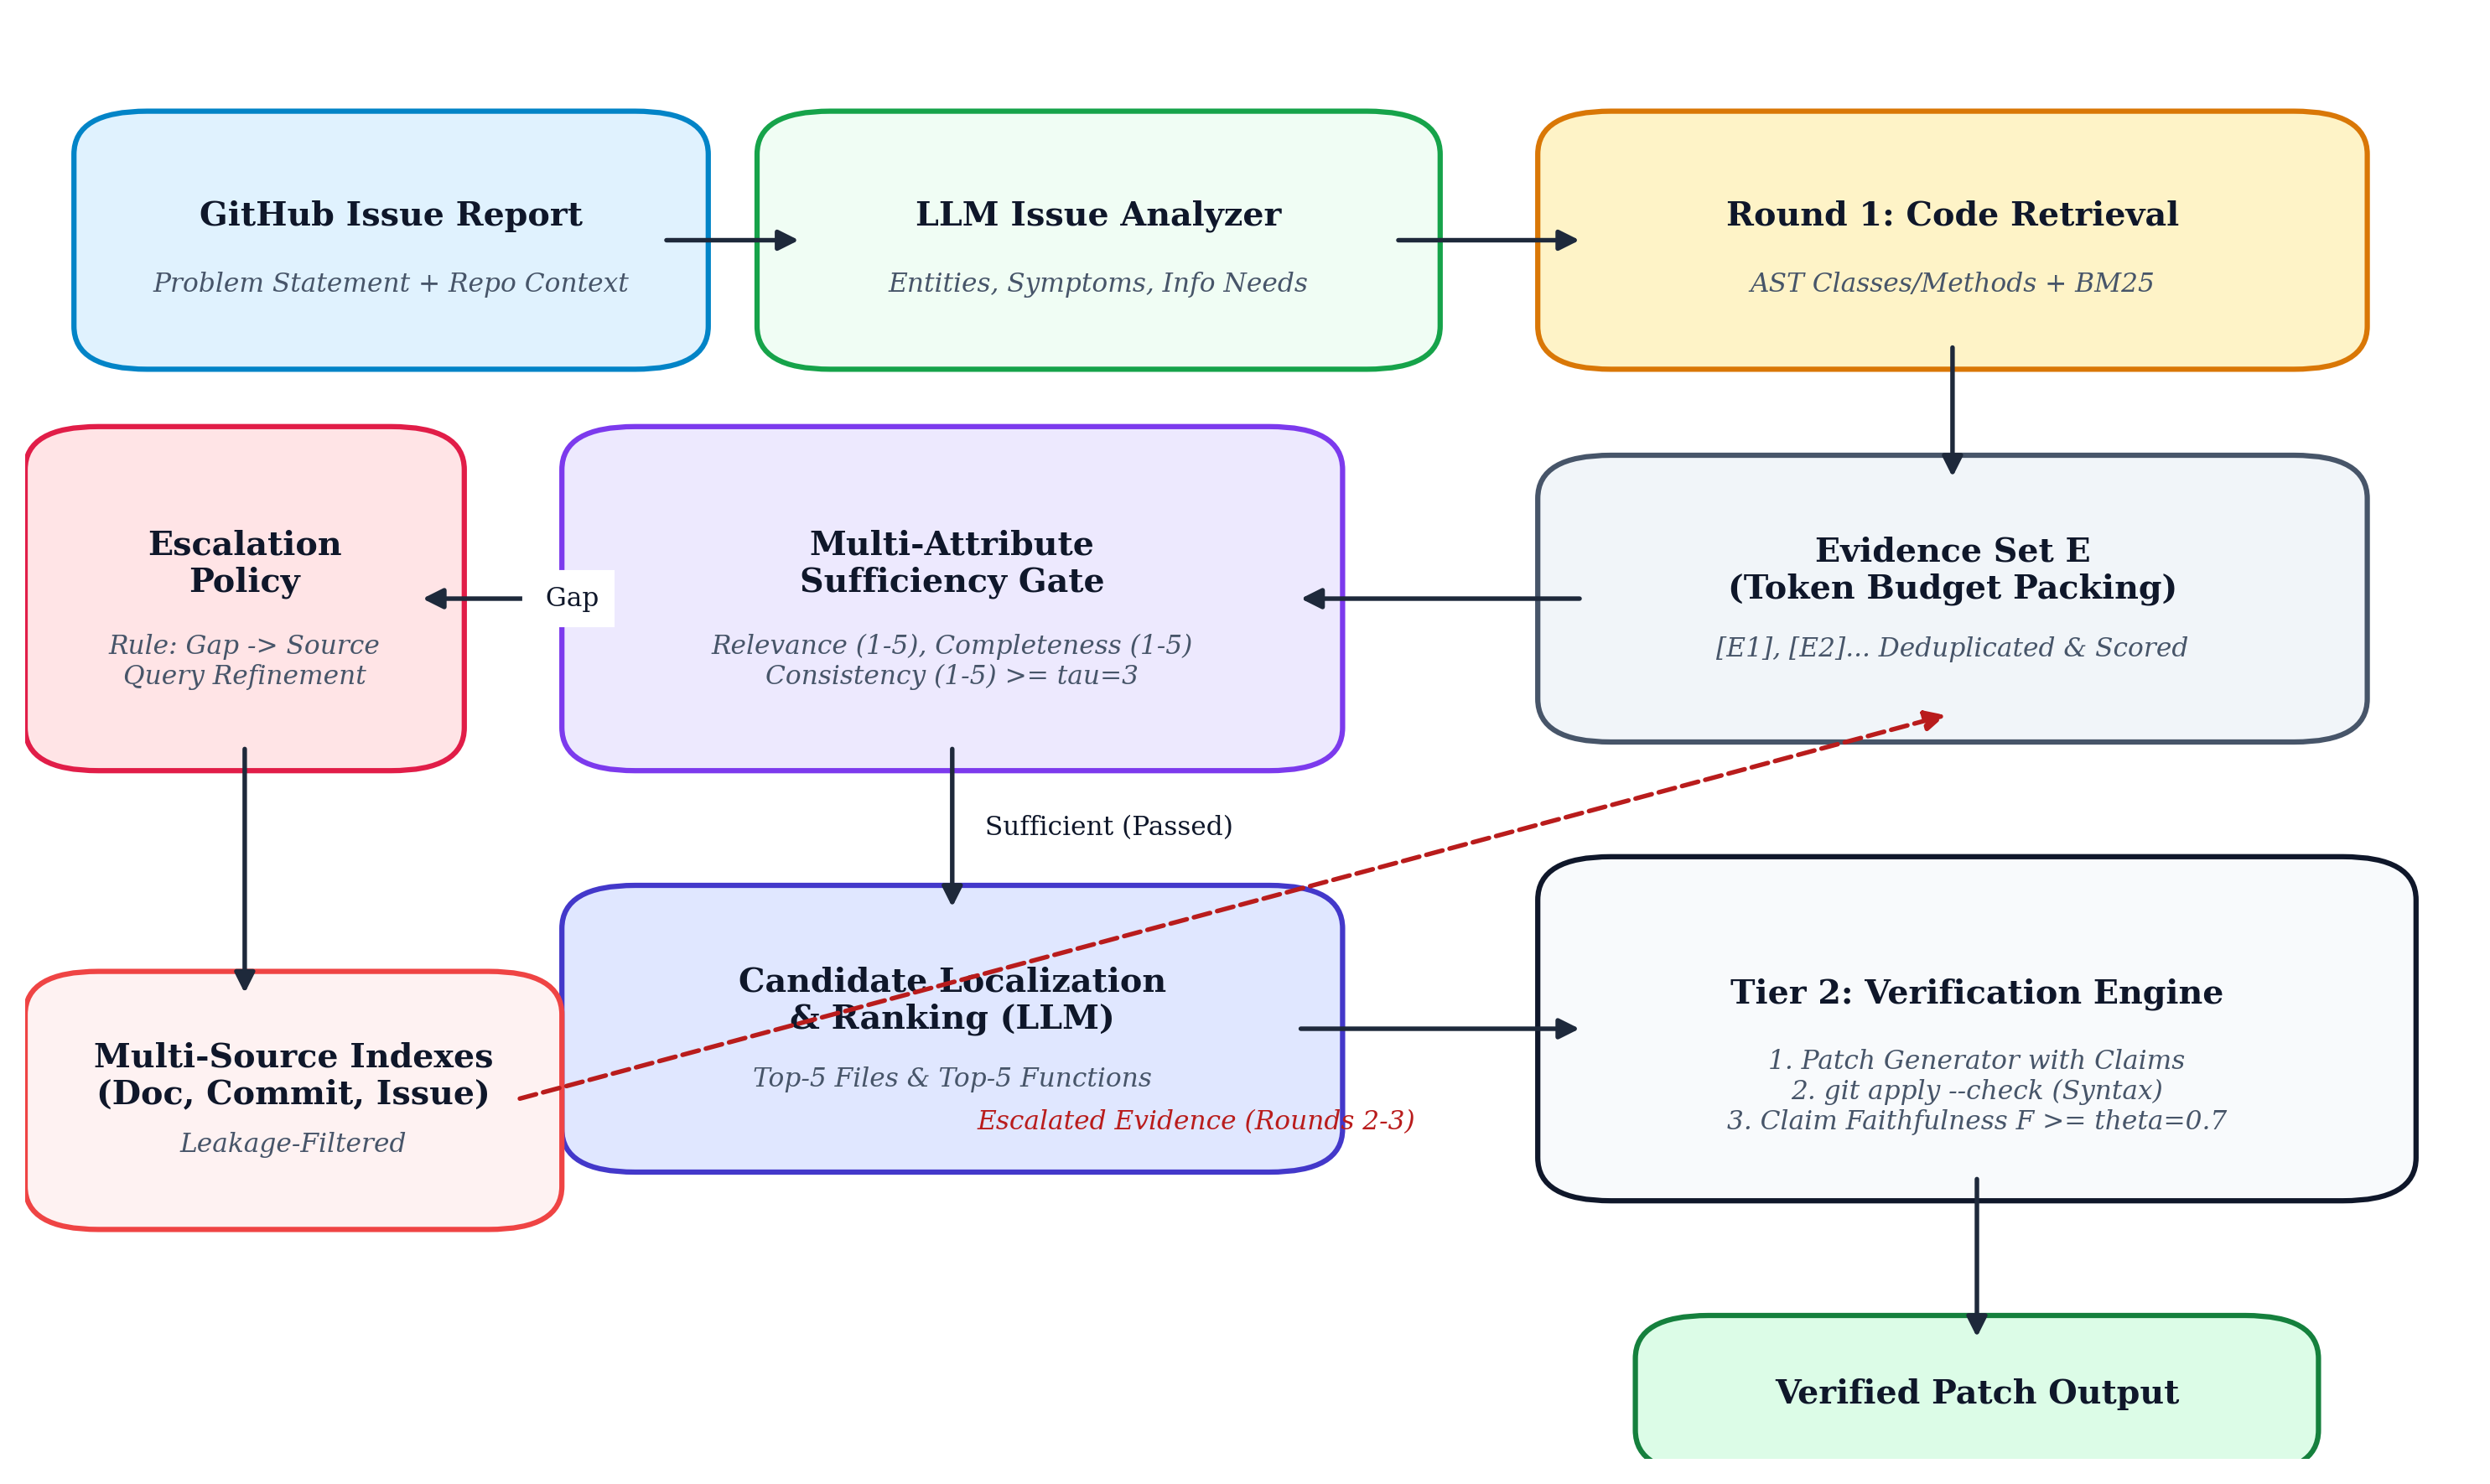 GitHub Issue Report
Problem Statement + Repo Context
LLM Issue Analyzer
Entities, Symptoms, Info Needs
Round 1: Code Retrieval
AST Classes/Methods + BM25
Escalation
Policy
Rule: Gap -> Source
Query Refinement
Gap
Multi-Attribute
Sufficiency Gate
Relevance (1-5), Completeness (1-5)
Consistency (1-5) >= tau=3
Evidence Set E
(Token Budget Packing)
[E1], [E2]... Deduplicated & Scored
Sufficient (Passed)
Multi-Source Indexes
(Doc, Commit, Issue)
Leakage-Filtered
Candidate Localization
& Ranking (LLM)
Top-5 Files & Top-5 Functions
Escalated Evidence (Rounds 2-3)
Tier 2: Verification Engine
1. Patch Generator with Claims
2. git apply --check (Syntax)
3. Claim Faithfulness F >= theta=0.7
Verified Patch Output